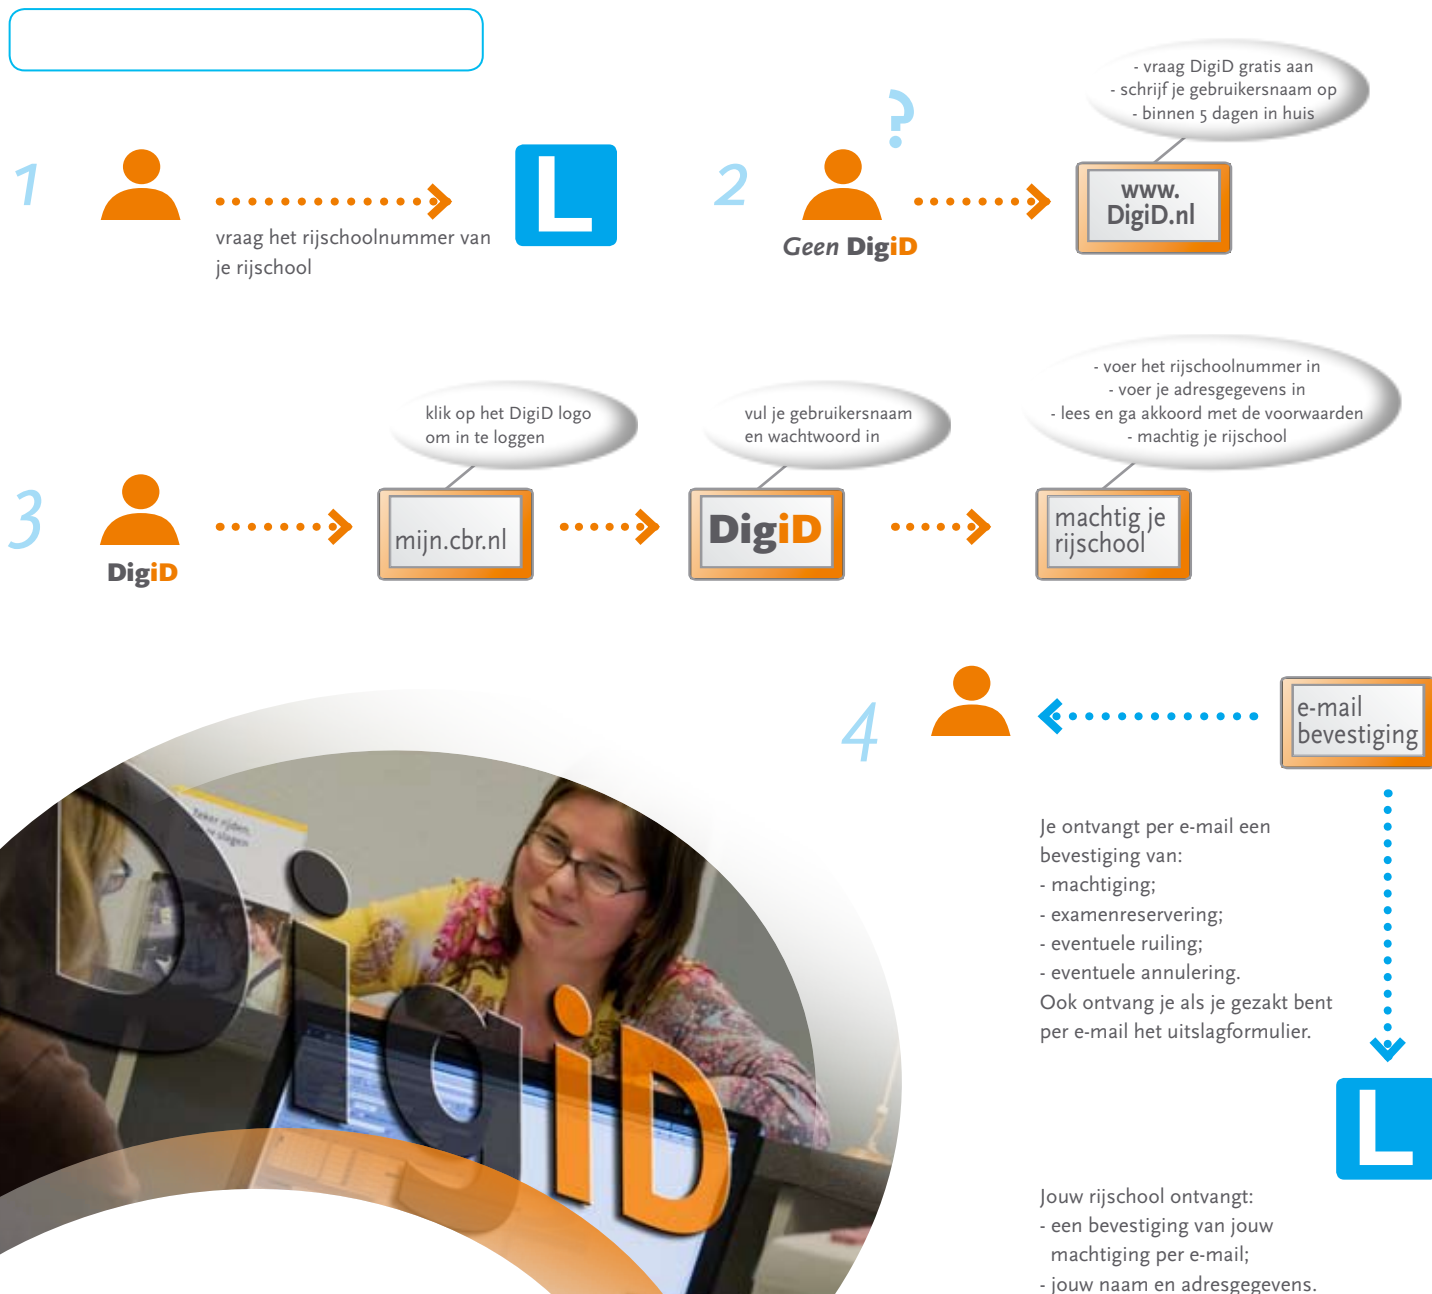 1
vraag het rijschoolnummer van
je rijschool
L
2
?
Geen DigiD
- vraag DigiD gratis aan
- schrijf je gebruikersnaam op
- binnen 5 dagen in huis
www.
DigiD.nl
3
DigiD
klik op het DigiD logo
om in te loggen
mijn.cbr.nl
vul je gebruikersnaam
en wachtwoord in
DigiD
- voer het rijschoolnummer in
- voer je adresgegevens in
- lees en ga akkoord met de voorwaarden
- machtig je rijschool
machtig je
rijschool
4
e-mail
bevestiging
Je ontvangt per e-mail een
bevestiging van:
- machtiging;
- examenreservering;
- eventuele ruiling;
- eventuele annulering.
Ook ontvang je als je gezakt bent
per e-mail het uitslagformulier.
L
Jouw rijschool ontvangt:
- een bevestiging van jouw
machtiging per e-mail;
- jouw naam en adresgegevens.
Zeker rijden,
slagen
DigiD